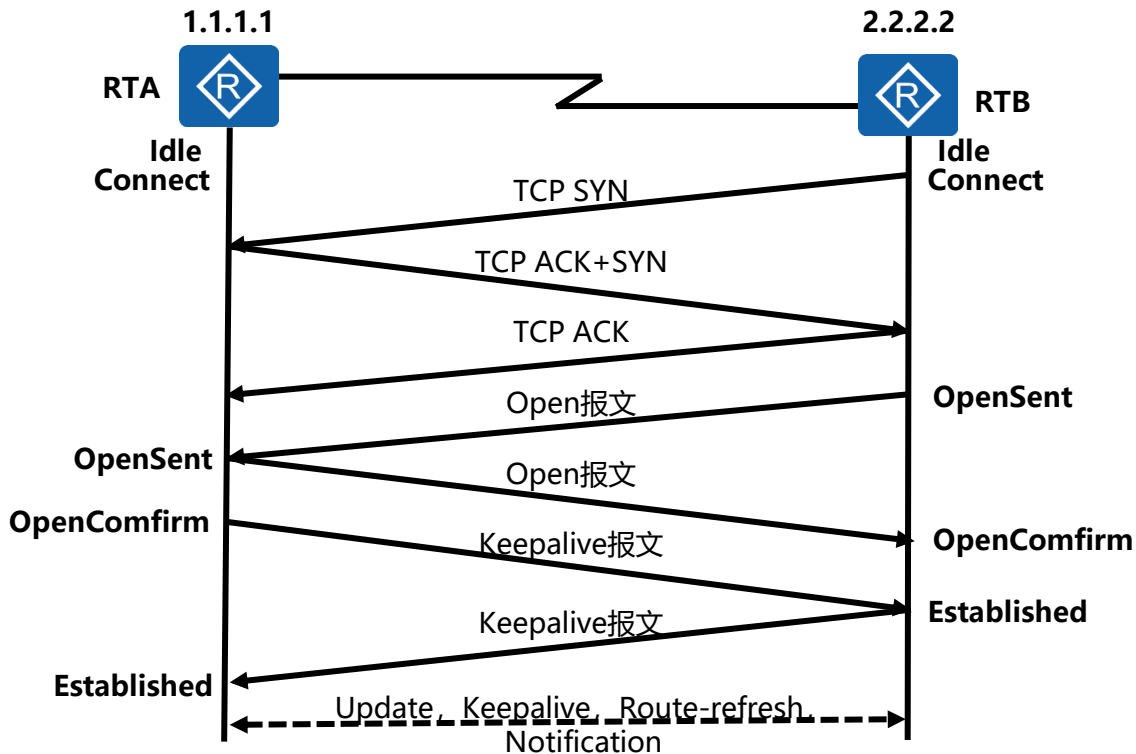 1.1.1.1
2.2.2.2
RTA
R
R
RTB
Idle
Connect
Idle
Connect
TCP SYN
TCP ACK+SYN
TCP ACK
Open报文
OpenSent
OpenSent
Open报文
OpenComfirm
Keepalive报文
OpenComfirm
Established
Keepalive报文
Established
Update，Keepalive，Route-refresh，
Notification